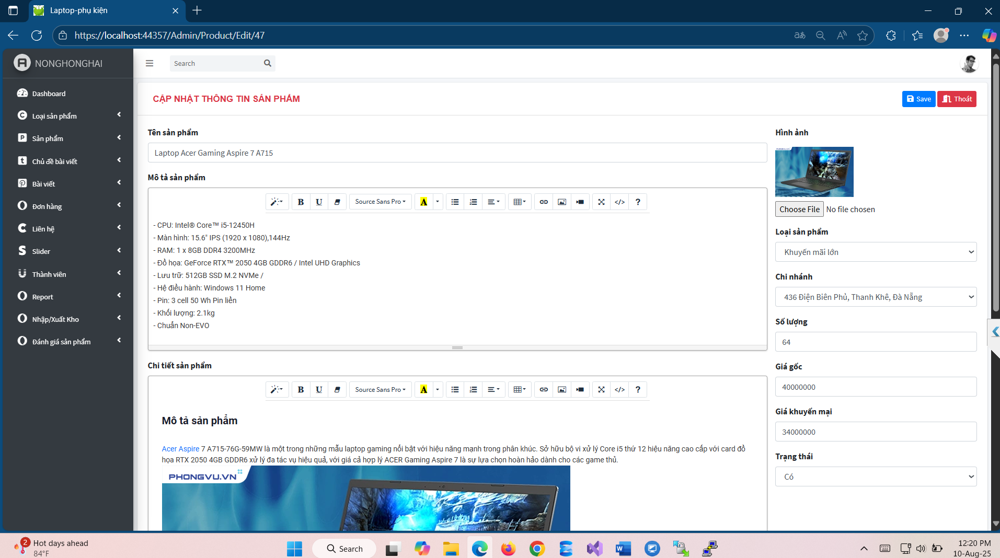 Laptop-phụ kiện
https://localhost:44357/Admin/Product/Edit/47
NONGHONGHAI
Search
Dashboard
Loại sản phẩm
Sản phẩm
Chủ đề bài viết
Bài viết
Đơn hàng
Liên hệ
Slider
Thành viên
Report
Nhập/Xuất Kho
Đánh giá sản phẩm
CẬP NHẬT THÔNG TIN SẢN PHẨM
Save
Thoát
Tên sản phẩm
Laptop Acer Gaming Aspire 7 A715
Mô tả sản phẩm
Source Sans Pro
- CPU: Intel® Core™ i5-12450H
- Màn hình: 15.6" IPS (1920 x 1080),144Hz
- RAM: 1 x 8GB DDR4 3200MHz
- Đồ họa: GeForce RTX™ 2050 4GB GDDR6 / Intel UHD Graphics
- Lưu trữ: 512GB SSD M.2 NVMe /
- Hệ điều hành: Windows 11 Home
- Pin: 3 cell 50 Wh Pin liền
- Khối lượng: 2.1kg
- Chuẩn Non-EVO
Chi tiết sản phẩm
Source Sans Pro
Mô tả sản phẩm
Acer Aspire 7 A715-76G-59MW là một trong những mẫu laptop gaming nổi bật với hiệu năng mạnh trong phân khúc. Sở hữu bộ vi xử lý Core i5 thứ 12 hiệu năng cao cấp với card đồ
họa RTX 2050 4GB GDDR6 xử lý đa tác vụ hiệu quả, với giá cả hợp lý ACER Gaming Aspire 7 là sự lựa chọn hoàn hảo dành cho các game thủ.
PHONGVU.VN
Hình ảnh
Choose File No file chosen
Loại sản phẩm
Khuyến mãi lớn
Chi nhánh
436 Điện Biên Phủ, Thanh Khê, Đà Nẵng
Số lượng
64
Giá gốc
40000000
Giá khuyến mại
34000000
Trạng thái
Có
2
Hot days ahead
84°F
Search
12:20 PM
10-Aug-25